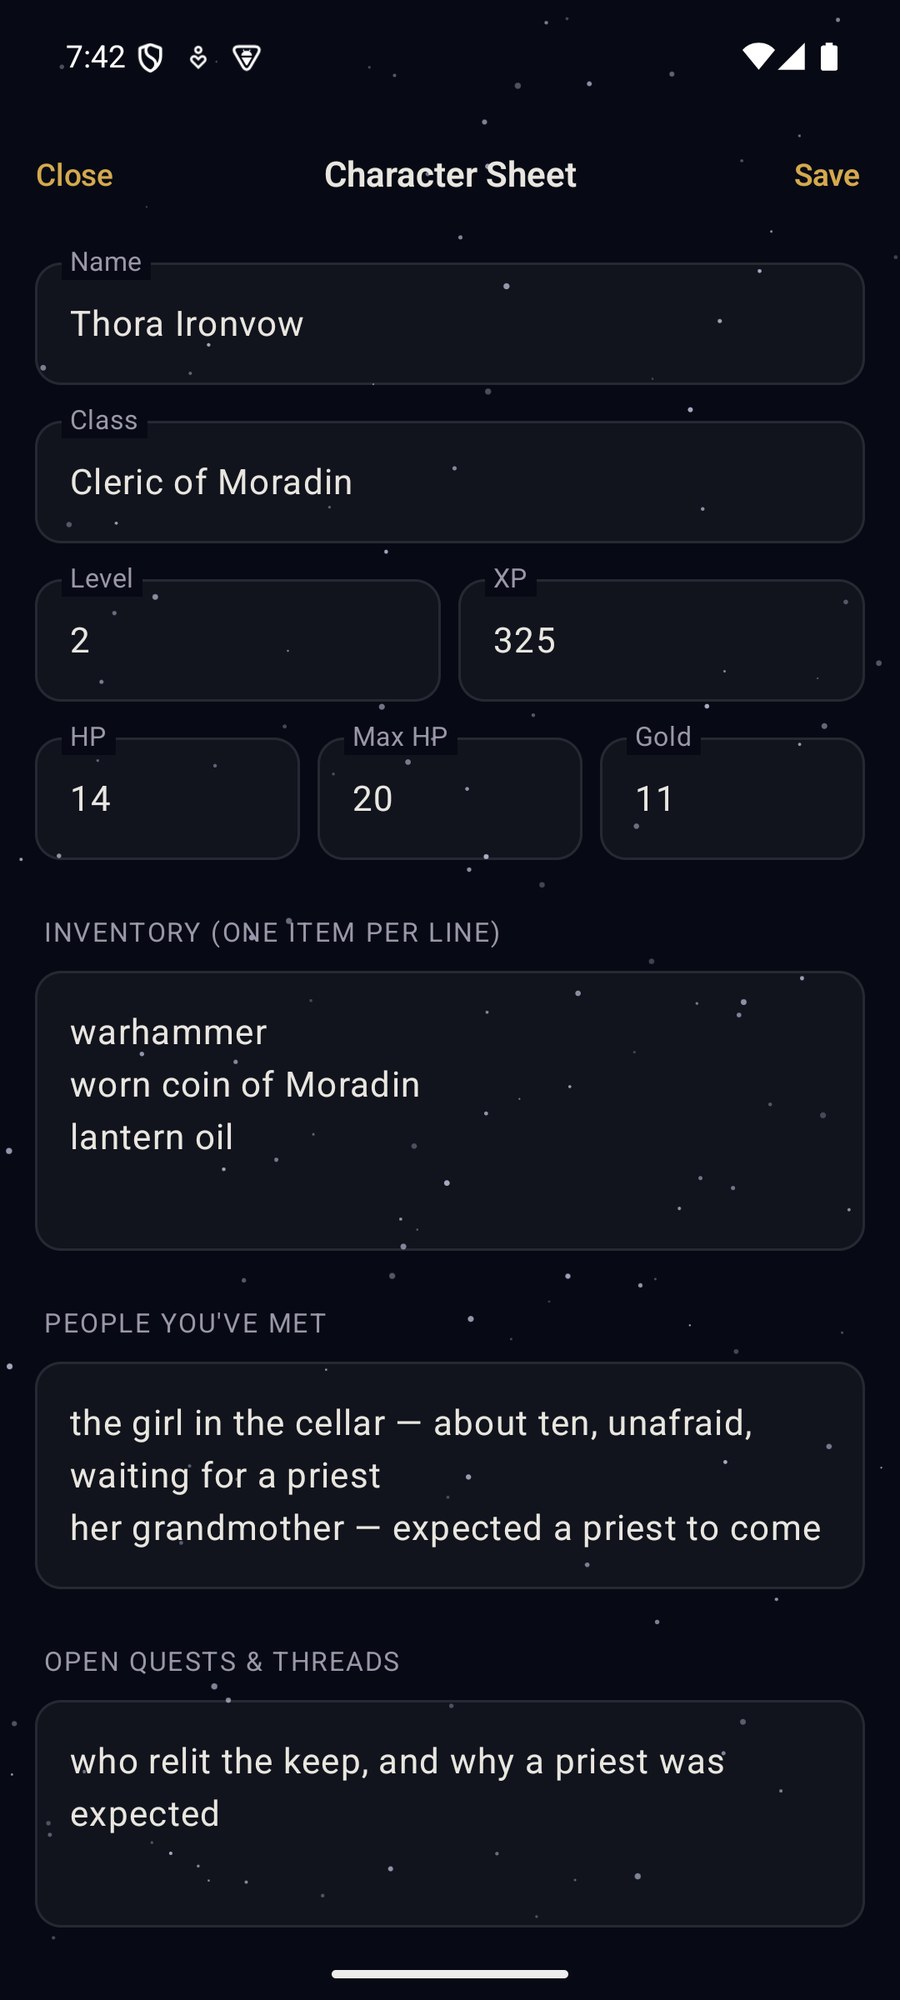 7:42
Close Character Sheet Save
Name
Thora Ironvow
Class
Cleric of Moradin
Level XP
2 325
HP Max HP Gold
14 20 11
INVENTORY (ONE ITEM PER LINE)
warhammer
worn coin of Moradin
lantern oil
PEOPLE YOU'VE MET
the girl in the cellar — about ten, unafraid,
waiting for a priest
her grandmother — expected a priest to come
OPEN QUESTS & THREADS
who relit the keep, and why a priest was
expected